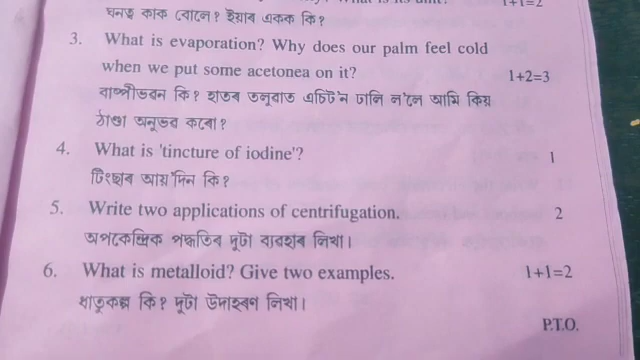 ঘনত্ব কাক বোলে? ইয়াৰ একক কি? 1+1=2
3. What is evaporation? Why does our palm feel cold
when we put some acetonea on it? 1+2=3
বাষ্পীভৱন কি? হাতৰ তলুৱাত এচিট'ন ঢালি ল'লে আমি কিয়
ঠাণ্ডা অনুভৱ কৰো?
4. What is 'tincture of iodine'? 1
টিংছাৰ আয়'দিন কি?
5. Write two applications of centrifugation. 2
অপকেন্দ্ৰিক পদ্ধতিৰ দুটা ব্যৱহাৰ লিখা।
6. What is metalloid? Give two examples. 1+1=2
ধাতুকল্প কি? দুটা উদাহৰণ লিখা।
P.T.O.